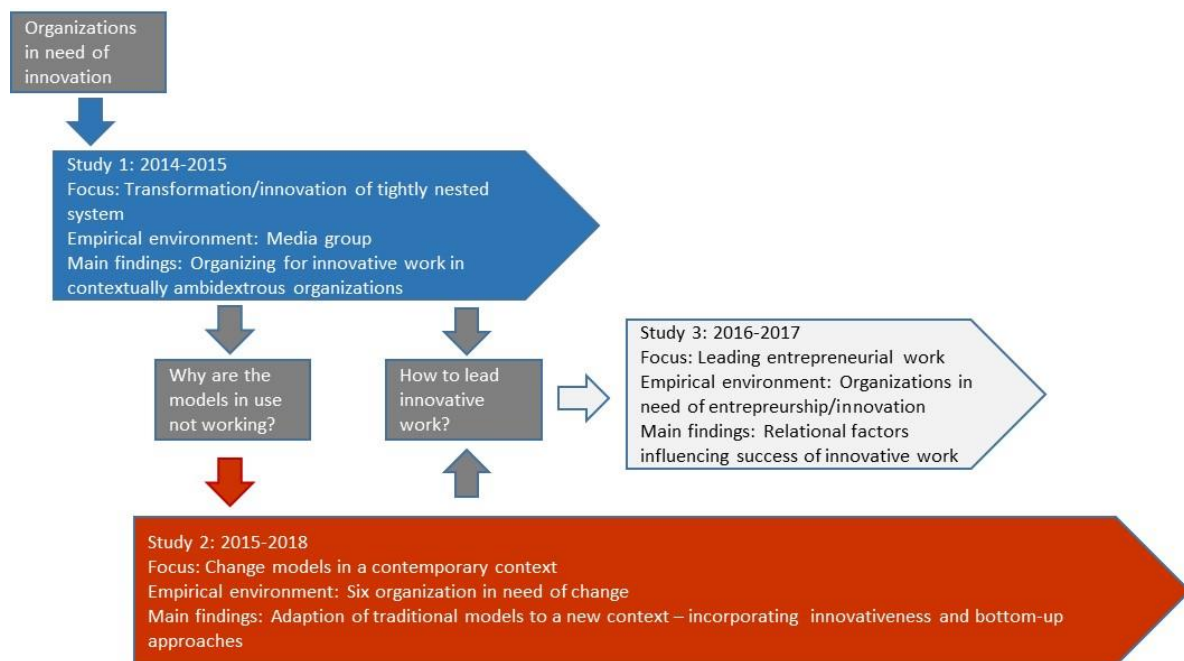 Organizations
in need of
innovation
Study 1: 2014-2015
Focus: Transformation/innovation of tightly nested
system
Empirical environment: Media group
Main findings: Organizing for innovative work in
contextually ambidextrous organizations
Why are the
models in use
not working?
How to lead
innovative
work?
Study 3: 2016-2017
Focus: Leading entrepreneurial work
Empirical environment: Organizations in
need of entrepreurship/innovation
Main findings: Relational factors
influencing success of innovative work
Study 2: 2015-2018
Focus: Change models in a contemporary context
Empirical environment: Six organization in need of change
Main findings: Adaption of traditional models to a new context – incorporating innovativeness and bottom-up
approaches